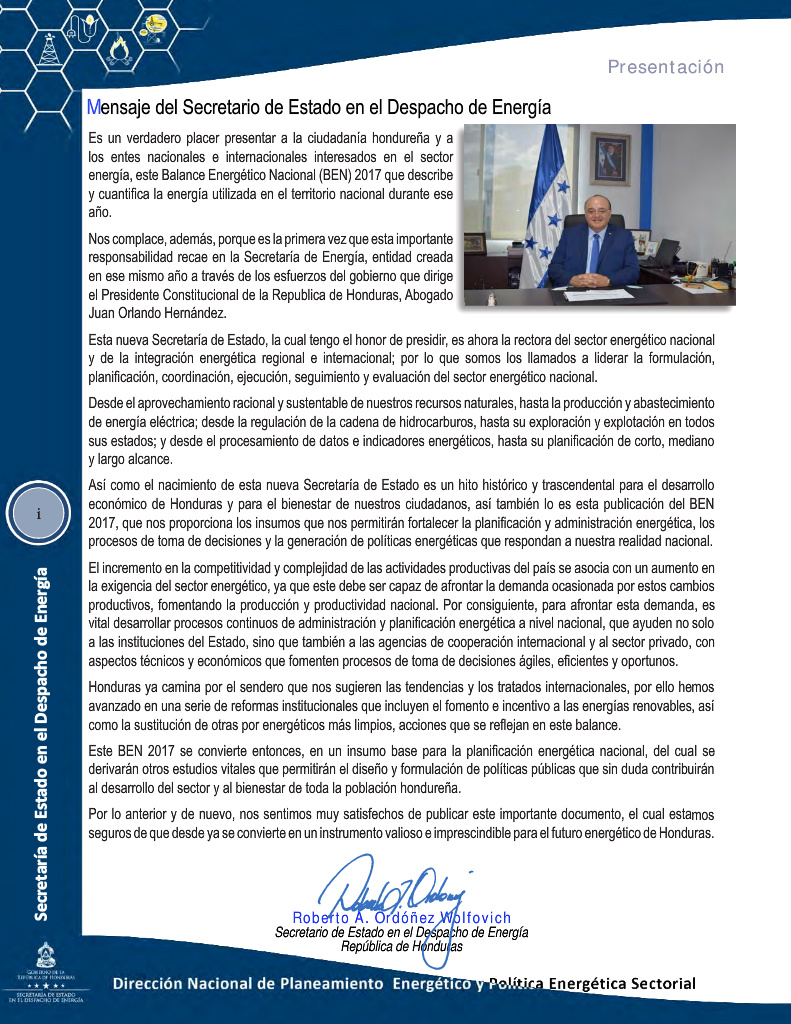 Presentación
Mensaje del Secretario de Estado en el Despacho de Energía
Es un verdadero placer presentar a la ciudadanía hondureña y a
los entes nacionales e internacionales interesados en el sector
energía, este Balance Energético Nacional (BEN) 2017 que describe
y cuantifica la energía utilizada en el territorio nacional durante ese
año.
Nos complace, además, porque es la primera vez que esta importante
responsabilidad recae en la Secretaría de Energía, entidad creada
en ese mismo año a través de los esfuerzos del gobierno que dirige
el Presidente Constitucional de la Republica de Honduras, Abogado
Juan Orlando Hernández.
Esta nueva Secretaría de Estado, la cual tengo el honor de presidir, es ahora la rectora del sector energético nacional
y de la integración energética regional e internacional; por lo que somos los llamados a liderar la formulación,
planificación, coordinación, ejecución, seguimiento y evaluación del sector energético nacional.
Desde el aprovechamiento racional y sustentable de nuestros recursos naturales, hasta la producción y abastecimiento
de energía eléctrica; desde la regulación de la cadena de hidrocarburos, hasta su exploración y explotación en todos
sus estados; y desde el procesamiento de datos e indicadores energéticos, hasta su planificación de corto, mediano
y largo alcance.
Así como el nacimiento de esta nueva Secretaría de Estado es un hito histórico y trascendental para el desarrollo
económico de Honduras y para el bienestar de nuestros ciudadanos, así también lo es esta publicación del BEN
2017, que nos proporciona los insumos que nos permitirán fortalecer la planificación y administración energética, los
procesos de toma de decisiones y la generación de políticas energéticas que respondan a nuestra realidad nacional.
El incremento en la competitividad y complejidad de las actividades productivas del país se asocia con un aumento en
la exigencia del sector energético, ya que este debe ser capaz de afrontar la demanda ocasionada por estos cambios
productivos, fomentando la producción y productividad nacional. Por consiguiente, para afrontar esta demanda, es
vital desarrollar procesos continuos de administración y planificación energética a nivel nacional, que ayuden no solo
a las instituciones del Estado, sino que también a las agencias de cooperación internacional y al sector privado, con
aspectos técnicos y económicos que fomenten procesos de toma de decisiones ágiles, eficientes y oportunos.
Honduras ya camina por el sendero que nos sugieren las tendencias y los tratados internacionales, por ello hemos
avanzado en una serie de reformas institucionales que incluyen el fomento e incentivo a las energías renovables, así
como la sustitución de otras por energéticos más limpios, acciones que se reflejan en este balance.
Este BEN 2017 se convierte entonces, en un insumo base para la planificación energética nacional, del cual se
derivarán otros estudios vitales que permitirán el diseño y formulación de políticas públicas que sin duda contribuirán
al desarrollo del sector y al bienestar de toda la población hondureña.
Por lo anterior y de nuevo, nos sentimos muy satisfechos de publicar este importante documento, el cual estamos
seguros de que desde ya se convierte en un instrumento valioso e imprescindible para el futuro energético de Honduras.
Roberto A. Ordóñez Wolfovich
Secretario de Estado en el Despacho de Energía
República de Honduras
i
Secretaría de Estado en el Despacho de Energía
GOBIERNO DE LA
REPÚBLICA DE HONDURAS
SECRETARÍA DE ESTADO
EN EL DESPACHO DE ENERGÍA
Dirección Nacional de Planeamiento Energético y Política Energética Sectorial